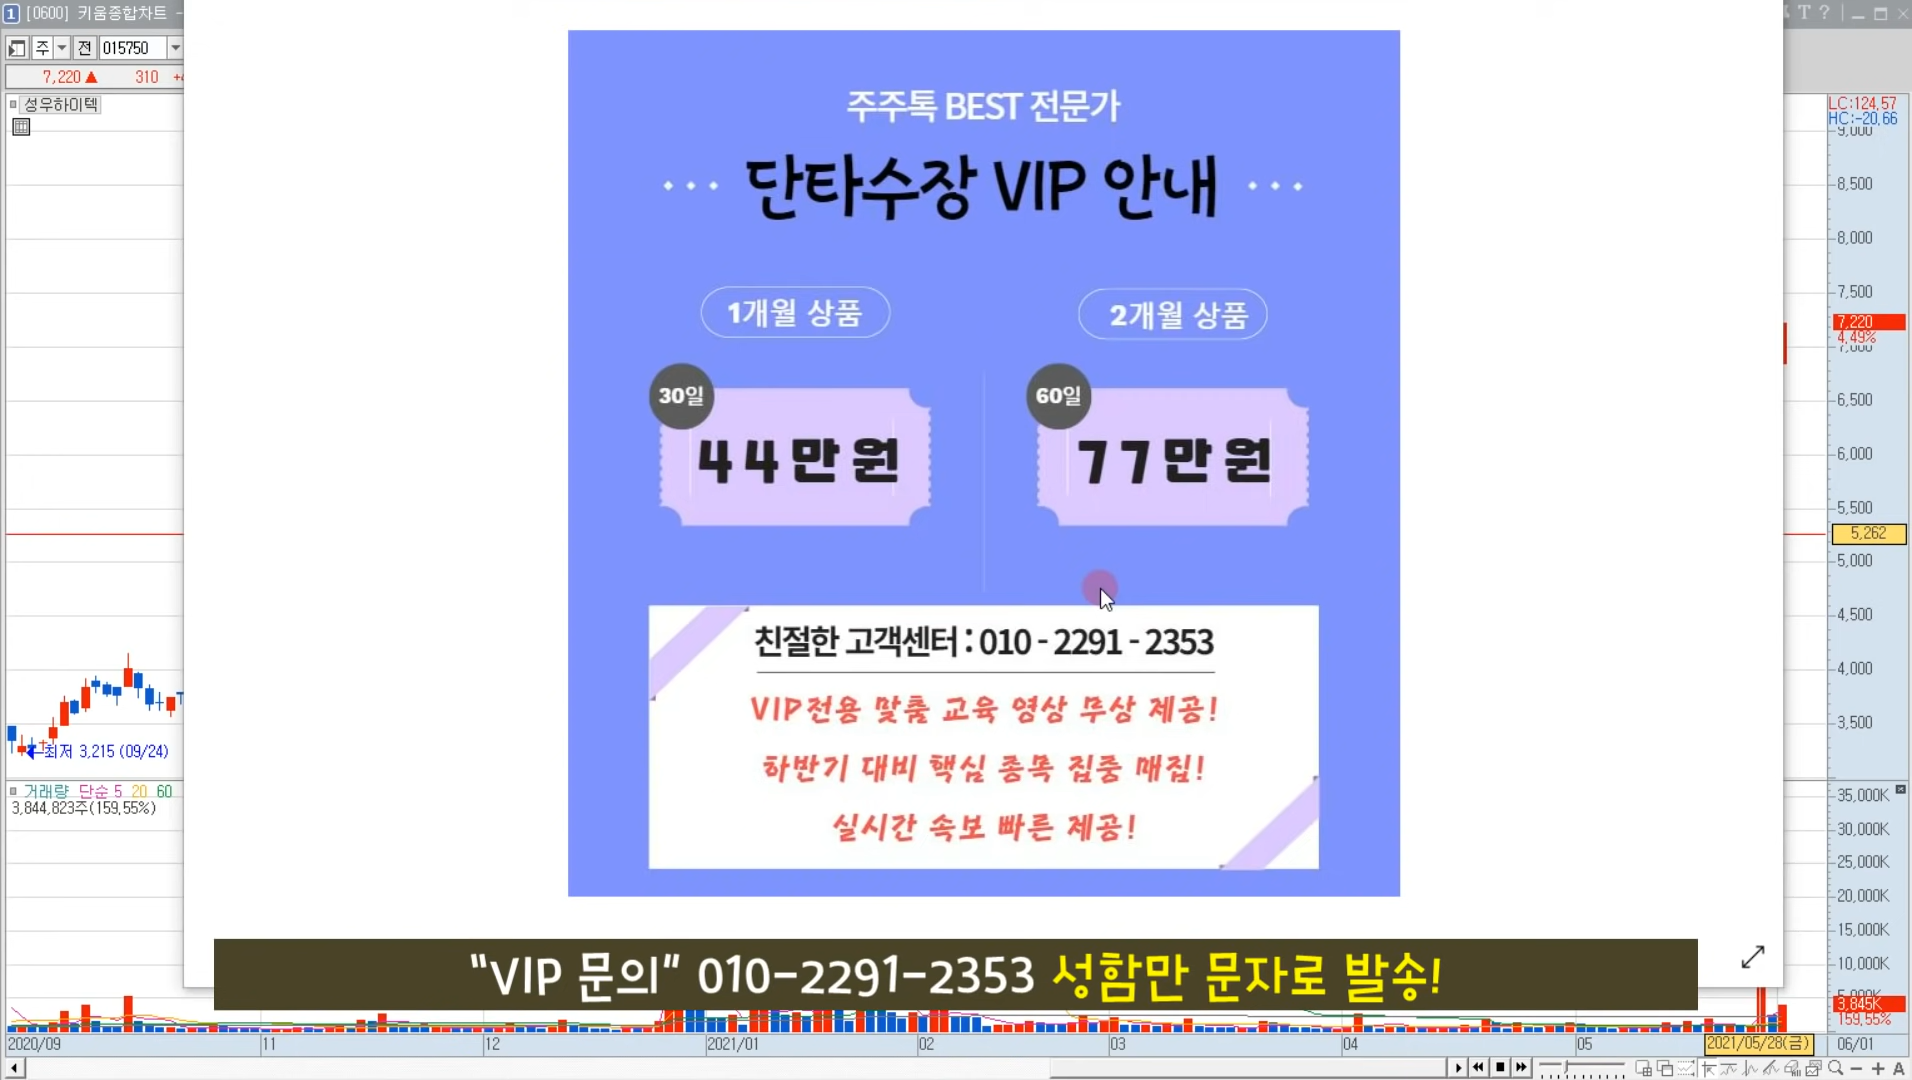 1 [0600] 키움종합차트
주 전 015750
7,220 ▲ 310
성우하이텍
주주톡 BEST 전문가
단타수장 VIP 안내
1개월 상품
2개월 상품
30일
44만원
60일
77만원
친절한 고객센터 : 010 - 2291 - 2353
VIP전용 맞춤 교육 영상 무상 제공!
하반기 대비 핵심 종목 집중 매집!
실시간 속보 빠른 제공!
"VIP 문의" 010-2291-2353 성함만 문자로 발송!
최저 3,215 (09/24)
거래량 단순 5 20 60
3,844,823주(159,55%)
LC:124,57
HC:-20,66
9,000
8,500
8,000
7,500
7,220
4,49%
7,000
6,500
6,000
5,500
5,262
5,000
4,500
4,000
3,500
35,000K
30,000K
25,000K
20,000K
15,000K
10,000K
5,000K
3,845K
159,55%
2020/09 11 12 2021/01 02 03 04 05 2021/05/28(금) 06/01